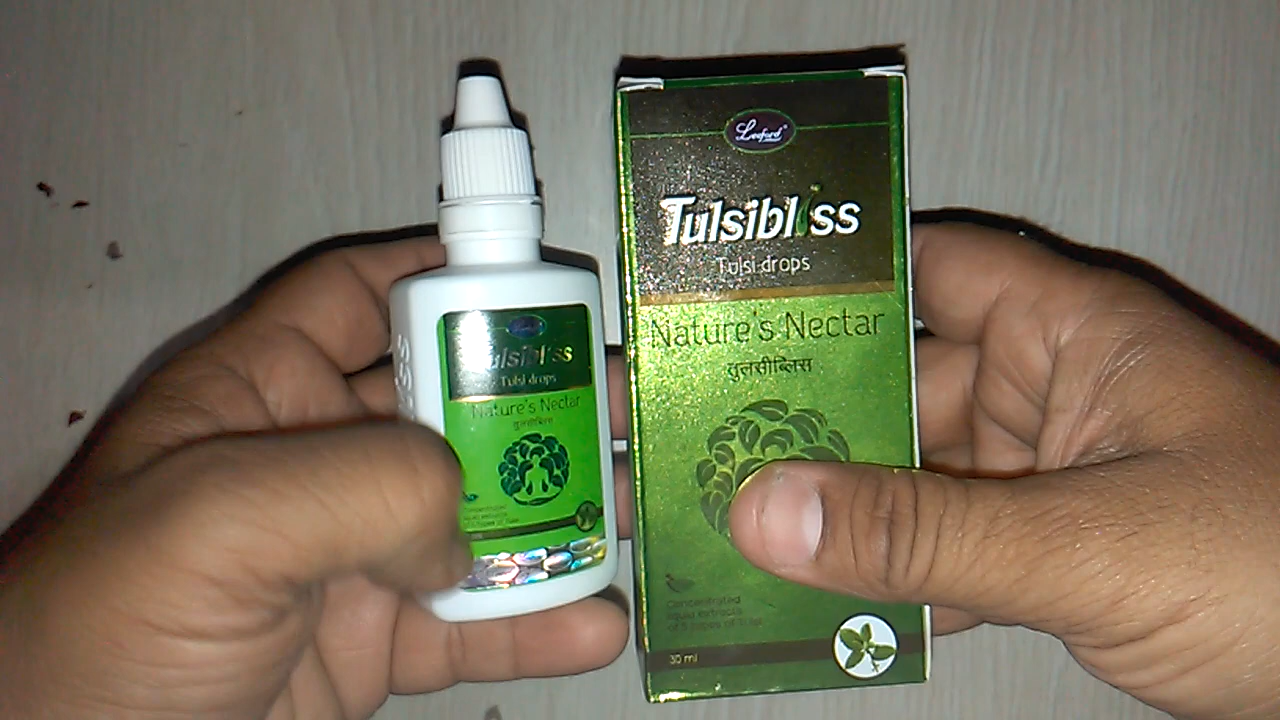 Leeford
Tulsibliss
Tulsi drops
Nature's Nectar
तुलसीब्लिस
Concentrated
liquid extracts
of 5 types of Tulsi
30 ml
Tulsibliss
Tulsi drops
Nature's Nectar
तुलसीब्लिस